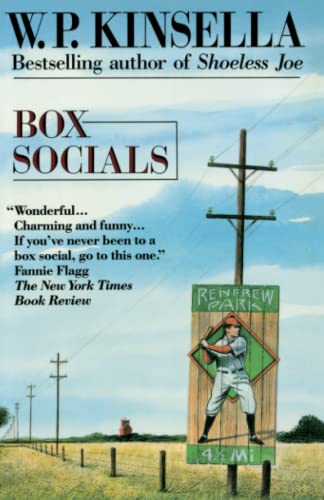 W.P. KINSELLA
Bestselling author of Shoeless Joe
BOX
SOCIALS
“Wonderful...
Charming and funny...
If you've never been to a
box social, go to this one.”
Fannie Flagg
The New York Times
Book Review
RENFREW
PARK
4½ Mi